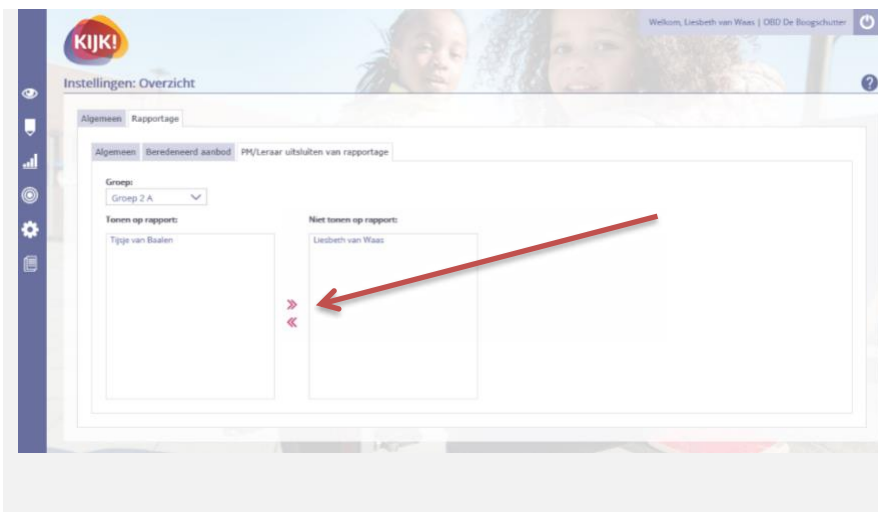 Welkom, Liesbeth van Waas | OBD De Boogschutter
KIJK!
Instellingen: Overzicht
?
Algemeen Rapportage
Algemeen Beredeneerd aanbod PM/Leraar uitsluiten van rapportage
Groep:
Groep 2 A
Tonen op rapport: Niet tonen op rapport:
Tijsje van Baalen Liesbeth van Waas